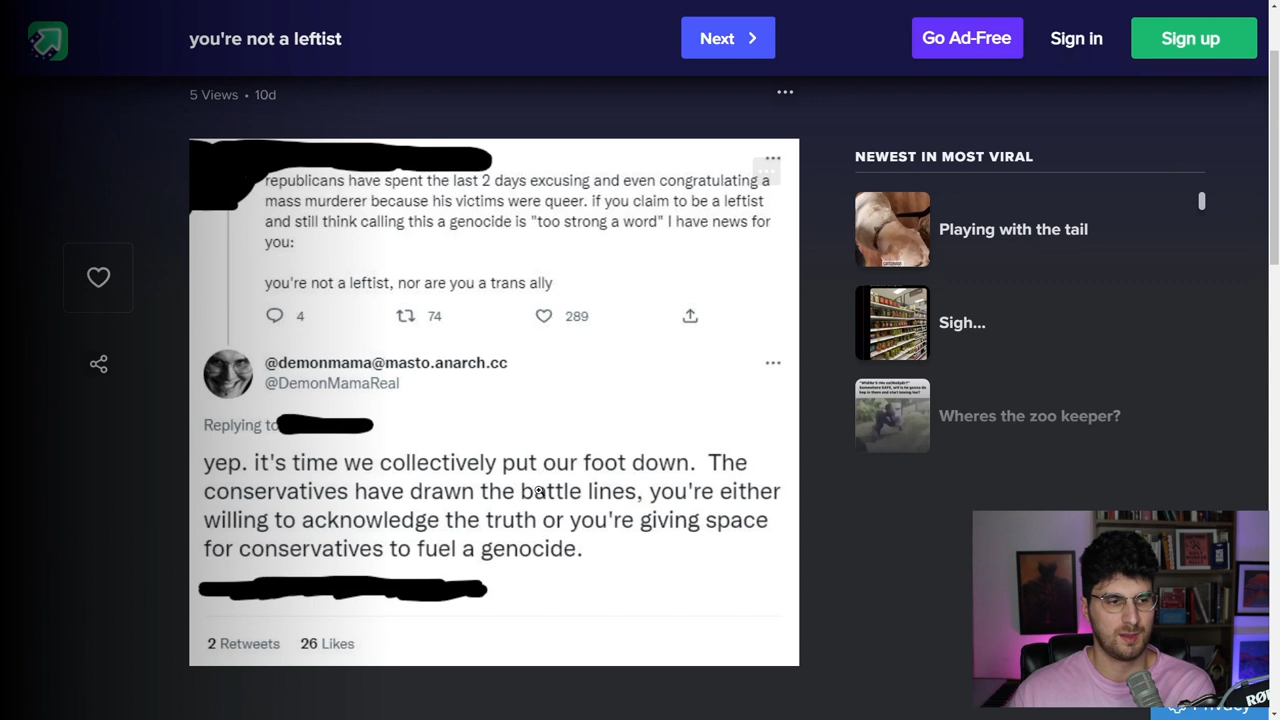 you're not a leftist
Next
Go Ad-Free
Sign in
Sign up
5 Views • 10d
republicans have spent the last 2 days excusing and even congratulating a
mass murderer because his victims were queer. if you claim to be a leftist
and still think calling this a genocide is "too strong a word" I have news for
you:
you're not a leftist, nor are you a trans ally
4
74
289
@demonmama@masto.anarch.cc
@DemonMamaReal
Replying to
yep. it's time we collectively put our foot down. The
conservatives have drawn the battle lines, you're either
willing to acknowledge the truth or you're giving space
for conservatives to fuel a genocide.
2 Retweets 26 Likes
NEWEST IN MOST VIRAL
Playing with the tail
Sigh...
Wheres the zoo keeper?
Privacy